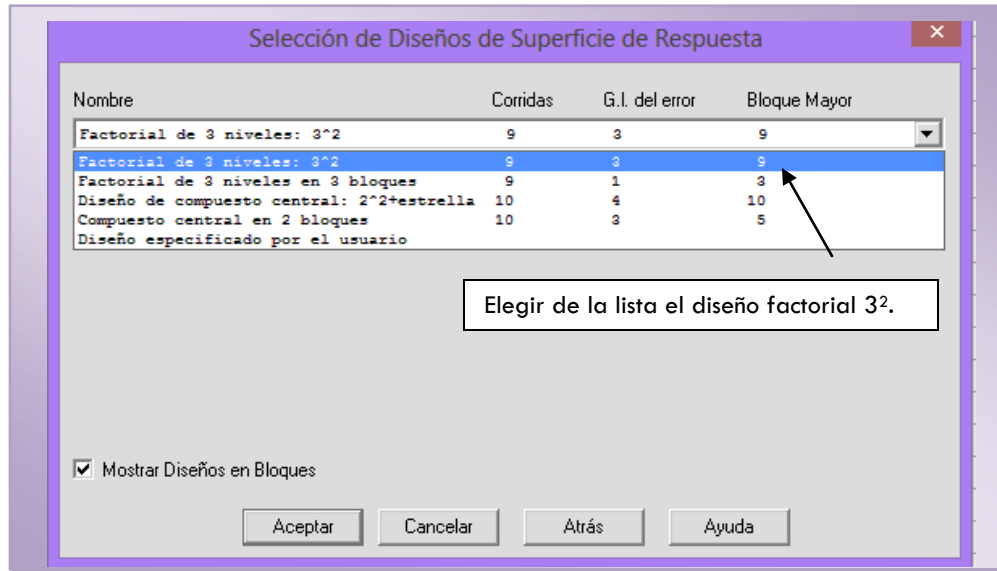 Selección de Diseños de Superficie de Respuesta
Nombre Corridas G.l. del error Bloque Mayor
Factorial de 3 niveles: 3^2 9 3 9
Factorial de 3 niveles: 3^2 9 3 9
Factorial de 3 niveles en 3 bloques 9 1 3
Diseño de compuesto central: 2^2+estrella 10 4 10
Compuesto central en 2 bloques 10 3 5
Diseño especificado por el usuario
Elegir de la lista el diseño factorial 3².
Mostrar Diseños en Bloques
Aceptar Cancelar Atrás Ayuda